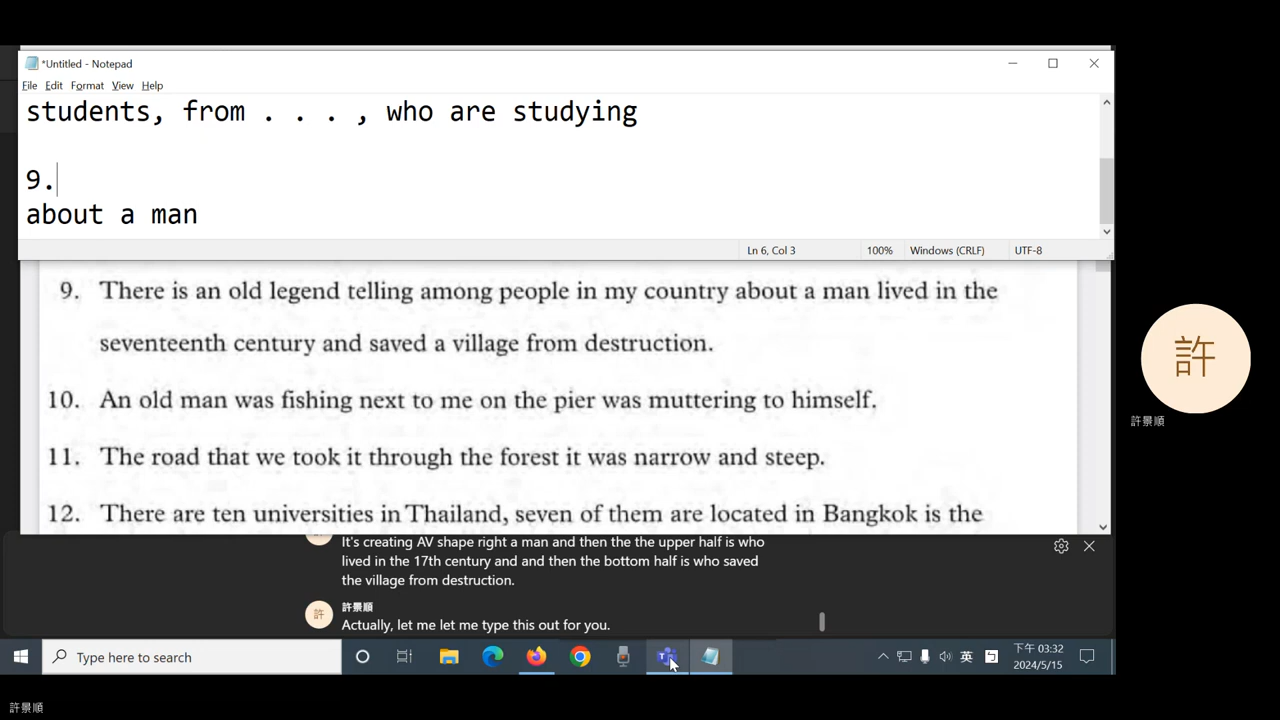 *Untitled - Notepad
File Edit Format View Help
students, from . . . , who are studying
9.
about a man
Ln 6, Col 3 100% Windows (CRLF) UTF-8
9. There is an old legend telling among people in my country about a man lived in the
seventeenth century and saved a village from destruction.
10. An old man was fishing next to me on the pier was muttering to himself.
11. The road that we took it through the forest it was narrow and steep.
12. There are ten universities in Thailand, seven of them are located in Bangkok is the
It's creating AV shape right a man and then the the upper half is who
lived in the 17th century and and then the bottom half is who saved
the village from destruction.
許
許景順
Actually, let me let me type this out for you.
許
許景順
Type here to search
英
下午 03:32
2024/5/15
許景順